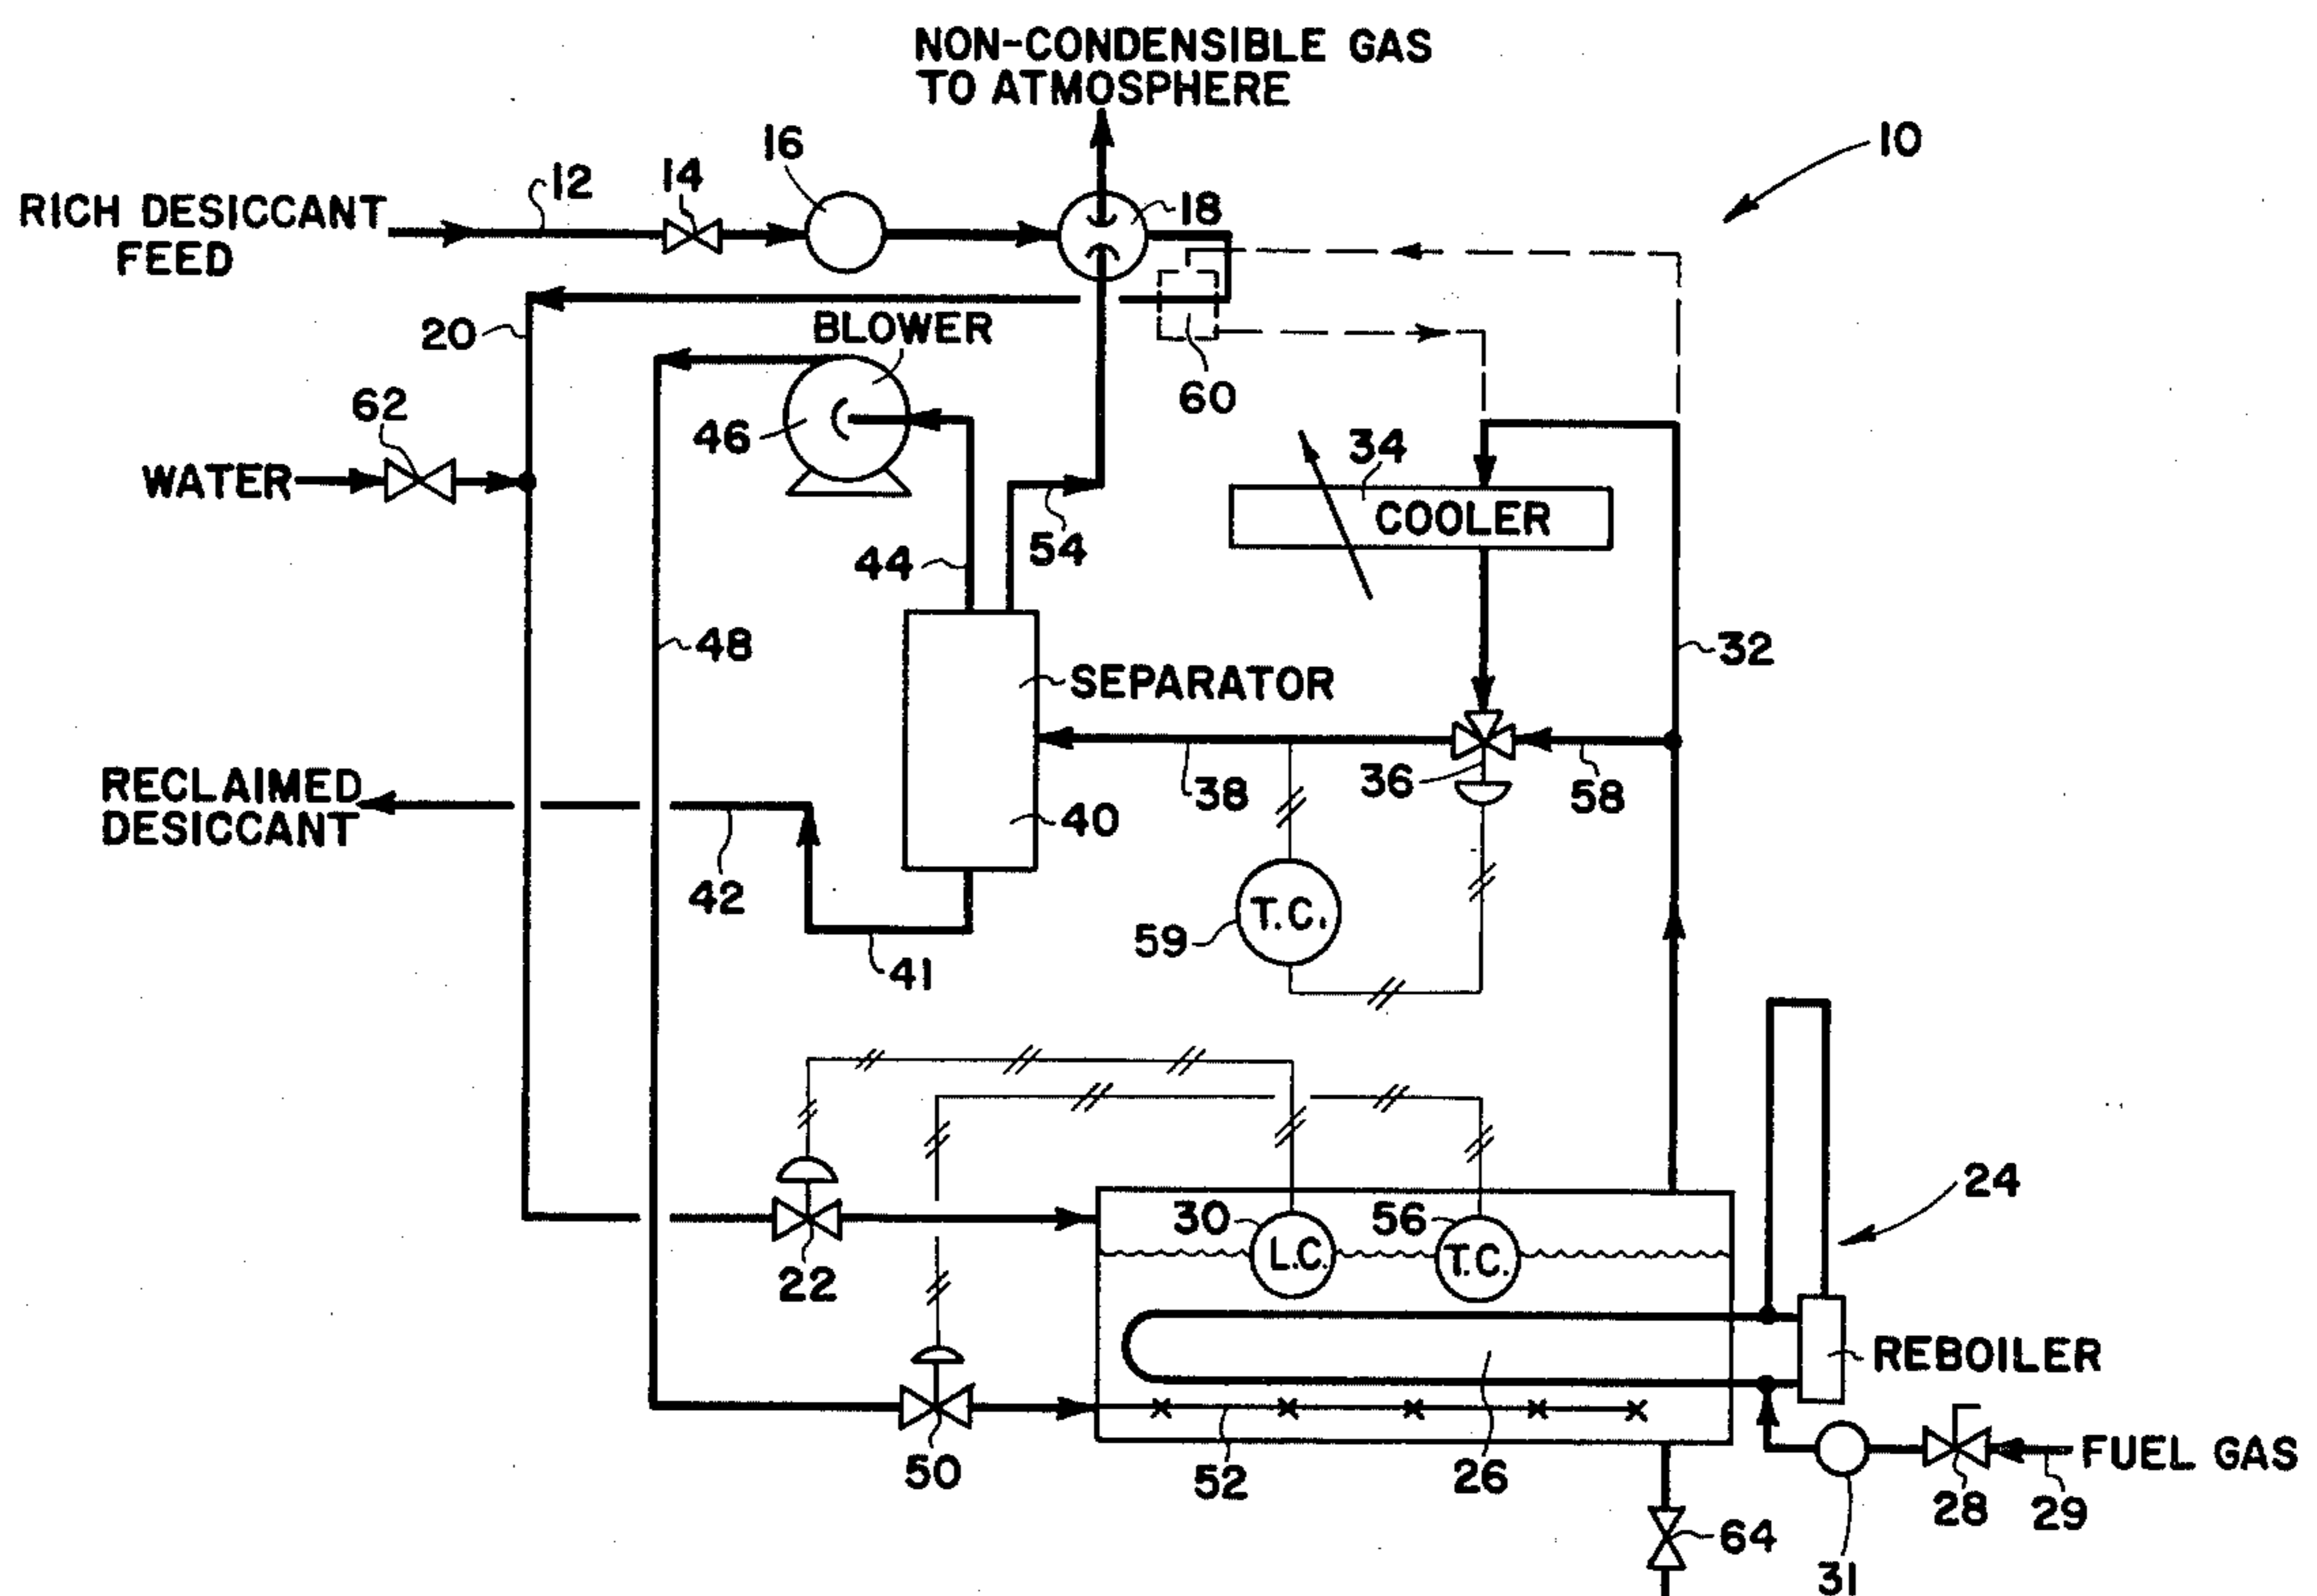 NON-CONDENSIBLE GAS
TO ATMOSPHERE
10
16
14
12
18
RICH DESICCANT
FEED
20
BLOWER
60
62
46
34
WATER
COOLER
54
44
48
32
SEPARATOR
RECLAIMED
DESICCANT
38
36
58
40
42
T.C.
59
41
24
30
56
L.C.
T.C.
22
REBOILER
50
52
26
FUEL GAS
28
29
64
31